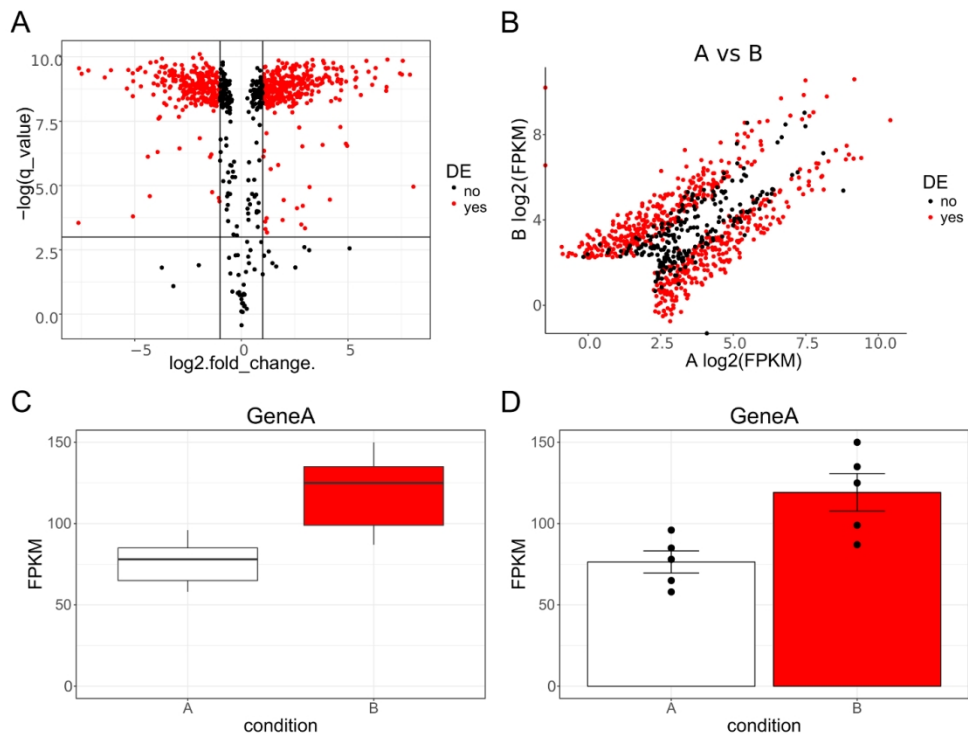 A
10.0
7.5
5.0
2.5
0.0
−log(q_value)
−5
0
5
log2.fold_change.
DE
no
yes
B
A vs B
8
4
0
B log2(FPKM)
0.0
2.5
5.0
7.5
10.0
A log2(FPKM)
DE
no
yes
C
GeneA
150
100
50
0
FPKM
A
B
condition
D
GeneA
150
100
50
0
FPKM
A
B
condition